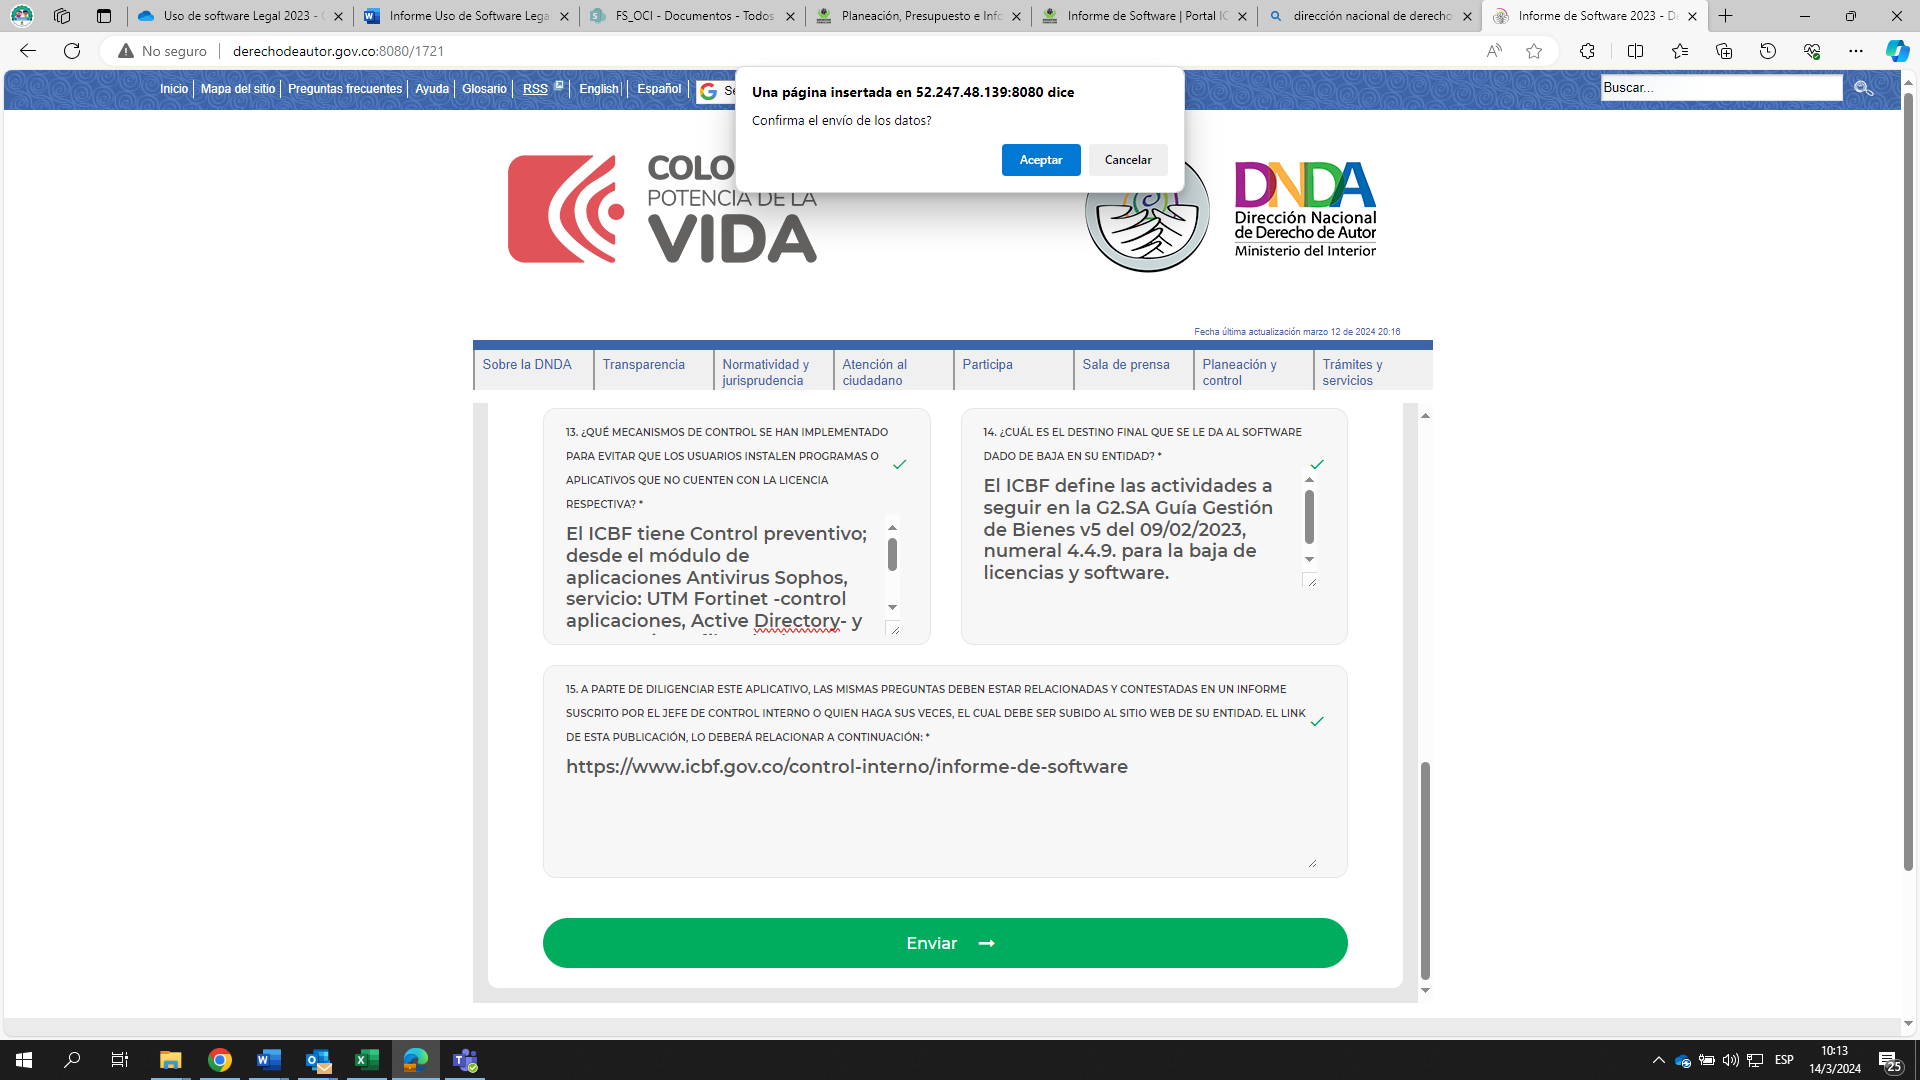 Uso de software Legal 2023 -
Informe Uso de Software Lega
FS_OCI - Documentos - Todos
Planeación, Presupuesto e Info
Informe de Software | Portal IC
dirección nacional de derecho
Informe de Software 2023 - De
No seguro
derechodeautor.gov.co:8080/1721
Inicio
Mapa del sitio
Preguntas frecuentes
Ayuda
Glosario
RSS
English
Español
Buscar...
Una página insertada en 52.247.48.139:8080 dice
Confirma el envío de los datos?
Aceptar
Cancelar
COLO
POTENCIA DE LA
VIDA
DNDA
Dirección Nacional
de Derecho de Autor
Ministerio del Interior
Fecha última actualización marzo 12 de 2024 20:16
Sobre la DNDA
Transparencia
Normatividad y
jurisprudencia
Atención al
ciudadano
Participa
Sala de prensa
Planeación y
control
Trámites y
servicios
13. ¿QUÉ MECANISMOS DE CONTROL SE HAN IMPLEMENTADO
PARA EVITAR QUE LOS USUARIOS INSTALEN PROGRAMAS O
APLICATIVOS QUE NO CUENTEN CON LA LICENCIA
RESPECTIVA? *
El ICBF tiene Control preventivo;
desde el módulo de
aplicaciones Antivirus Sophos,
servicio: UTM Fortinet -control
aplicaciones, Active Directory- y
14. ¿CUÁL ES EL DESTINO FINAL QUE SE LE DA AL SOFTWARE
DADO DE BAJA EN SU ENTIDAD? *
El ICBF define las actividades a
seguir en la G2.SA Guía Gestión
de Bienes v5 del 09/02/2023,
numeral 4.4.9. para la baja de
licencias y software.
15. A PARTE DE DILIGENCIAR ESTE APLICATIVO, LAS MISMAS PREGUNTAS DEBEN ESTAR RELACIONADAS Y CONTESTADAS EN UN INFORME
SUSCRITO POR EL JEFE DE CONTROL INTERNO O QUIEN HAGA SUS VECES, EL CUAL DEBE SER SUBIDO AL SITIO WEB DE SU ENTIDAD. EL LINK
DE ESTA PUBLICACIÓN, LO DEBERÁ RELACIONAR A CONTINUACIÓN: *
https://www.icbf.gov.co/control-interno/informe-de-software
Enviar
ESP
10:13
14/3/2024
25